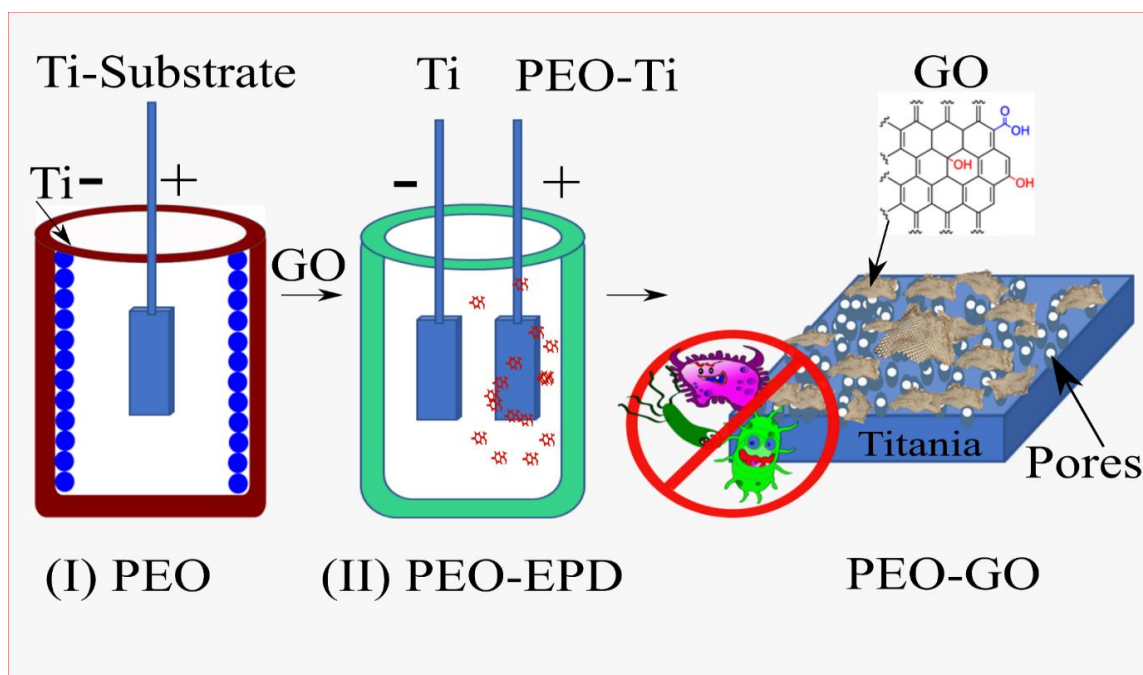 Ti-Substrate
Ti
PEO-Ti
GO
Ti-
+
-
+
GO
O
OH
OH
OH
Titania
Pores
(I) PEO
(II) PEO-EPD
PEO-GO